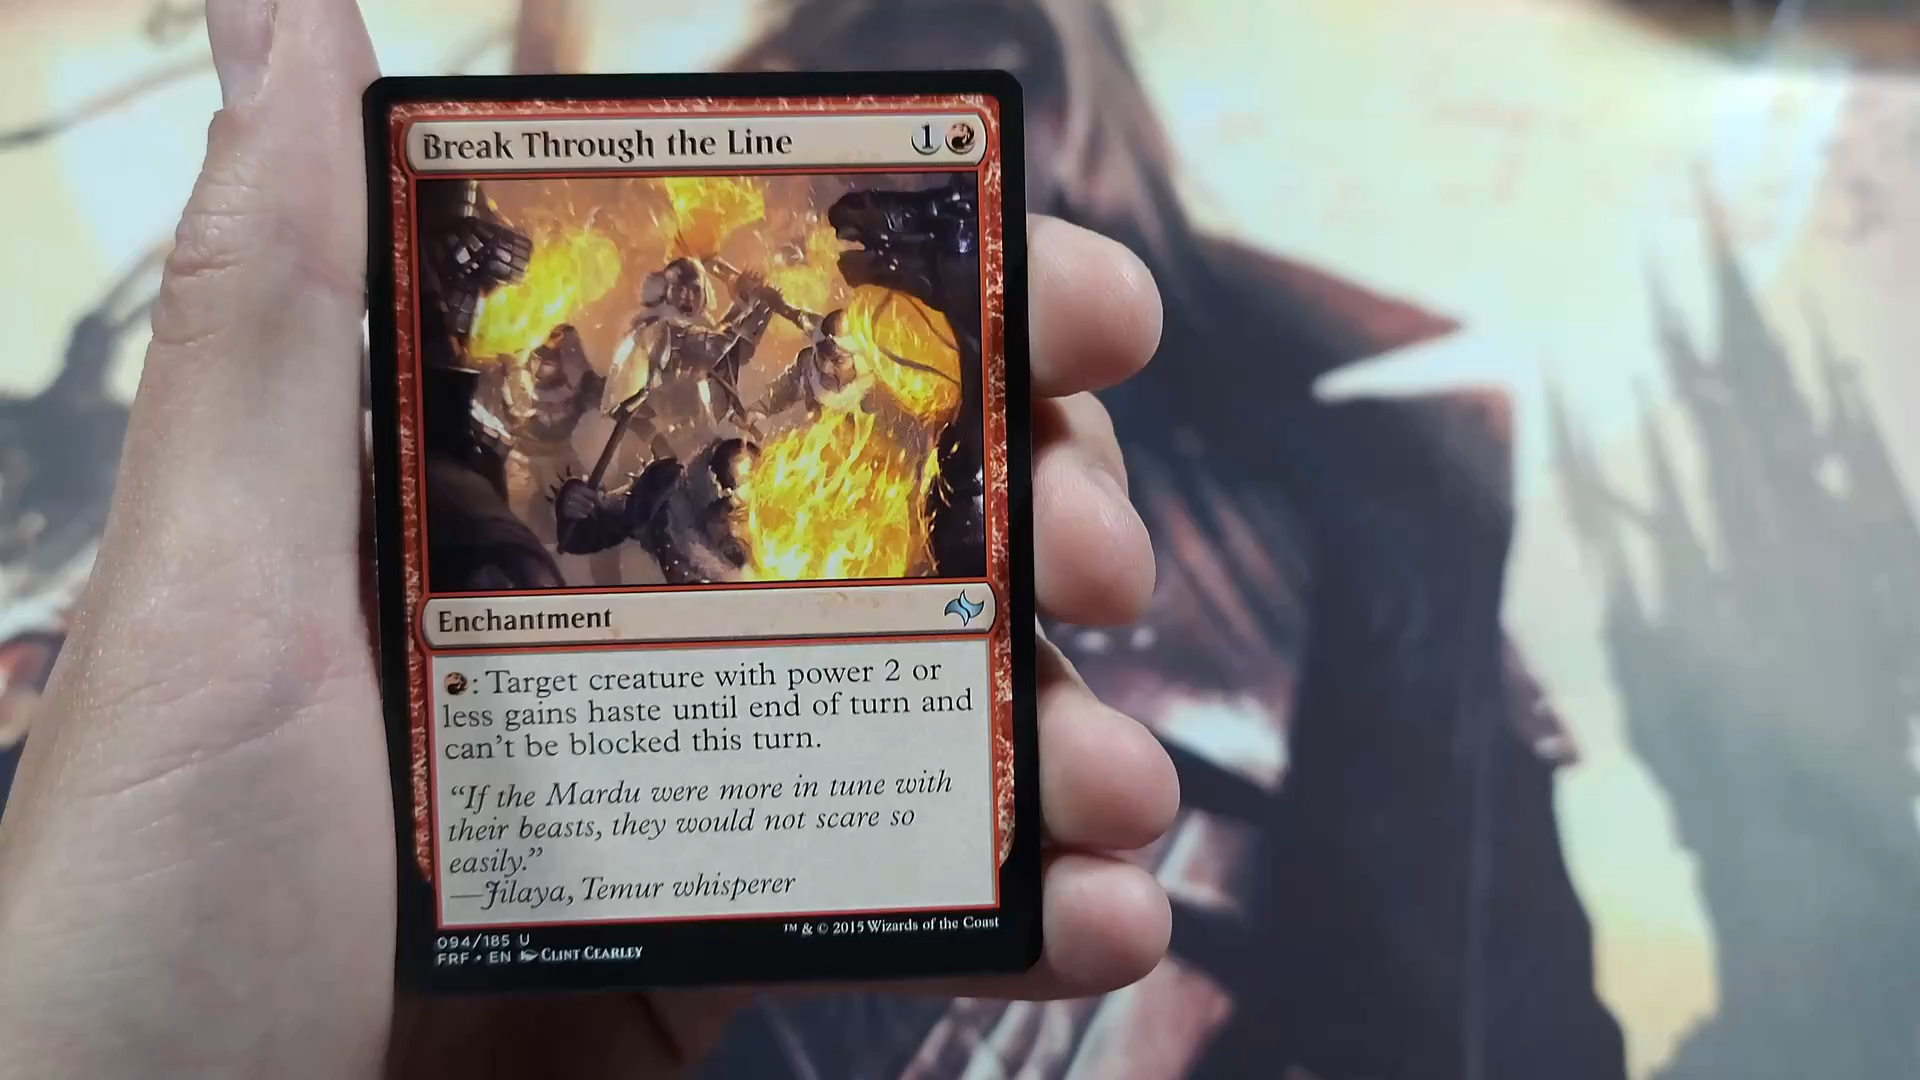 Break Through the Line 1
Enchantment
: Target creature with power 2 or
less gains haste until end of turn and
can't be blocked this turn.
“If the Mardu were more in tune with
their beasts, they would not scare so
easily.”
—Jilaya, Temur whisperer
094/185 U
™ & © 2015 Wizards of the Coast
FRF • EN Clint Cearley